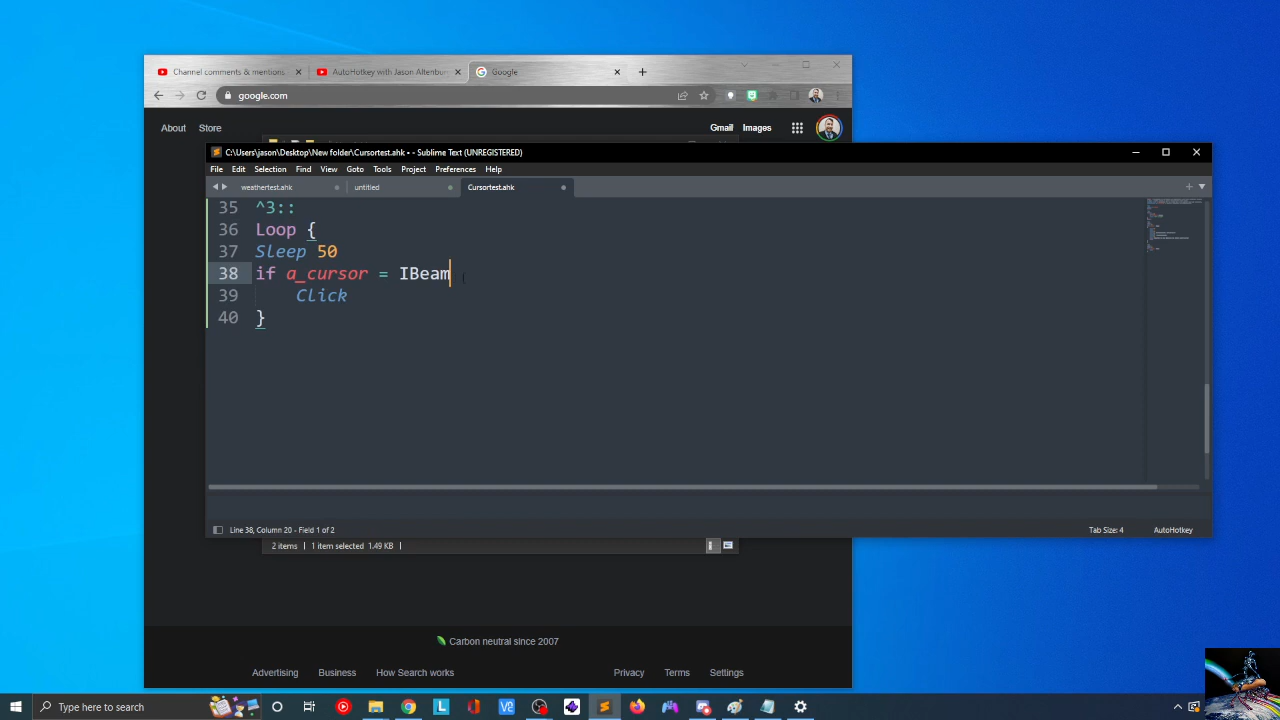 Channel comments & mentions
AutoHotkey with Jason Altenbur
Google
google.com
About
Store
Gmail
Images
C:\Users\jason\Desktop\New folder\Cursortest.ahk • - Sublime Text (UNREGISTERED)
File
Edit
Selection
Find
View
Goto
Tools
Project
Preferences
Help
weathertest.ahk
untitled
Cursortest.ahk
35 ^3::
36 Loop {
37 Sleep 50
38 if a_cursor = IBeam
39 Click
40 }
Line 38, Column 20 - Field 1 of 2
Tab Size: 4
AutoHotkey
2 items
1 item selected 1.49 KB
Carbon neutral since 2007
Advertising
Business
How Search works
Privacy
Terms
Settings
Type here to search